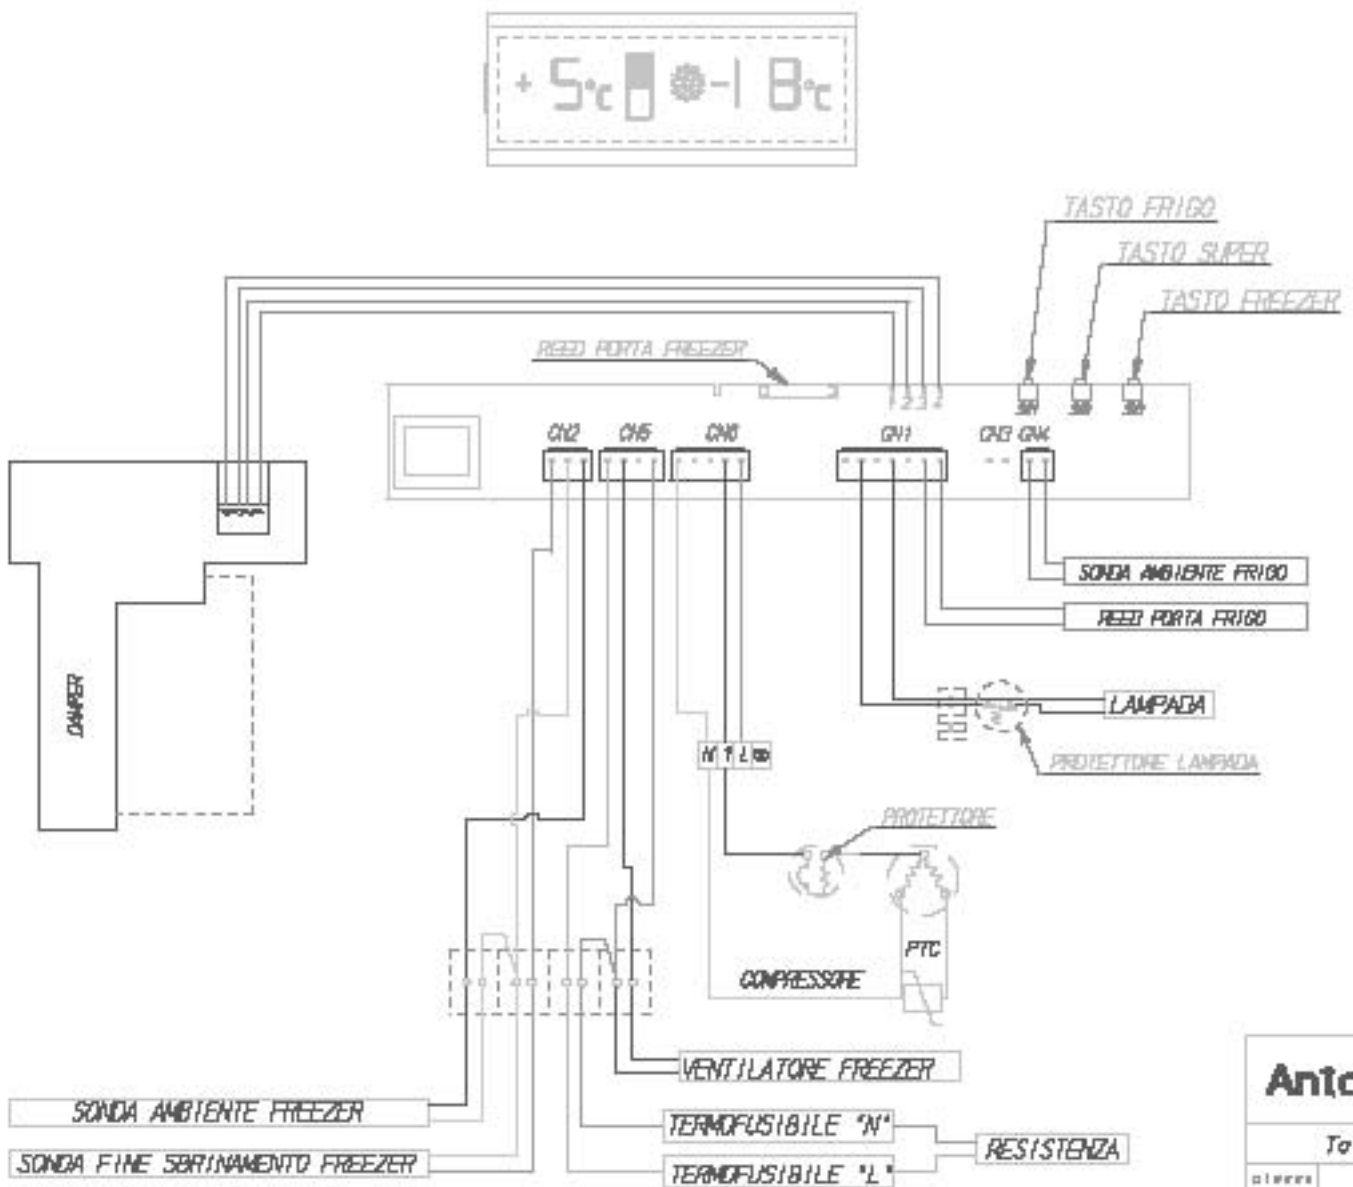 + 5°C -18°C
TASTO FRIGO
TASTO SUPER
TASTO FREEZER
REED PORTA FREEZER
1 2 3 4
CN2 CN5 CN6 CN1 CN3 CN4
SONDA AMBIENTE FRIGO
REED PORTA FRIGO
DAMPER
LAMPADA
N 1 L
PROTETTORE LAMPADA
PROTETTORE
PTC
COMPRESSORE
VENTILATORE FREEZER
SONDA AMBIENTE FREEZER
TERMOFUSIBILE "N"
RESISTENZA
SONDA FINE SBRINAMENTO FREEZER
TERMOFUSIBILE "L"
Anto
To